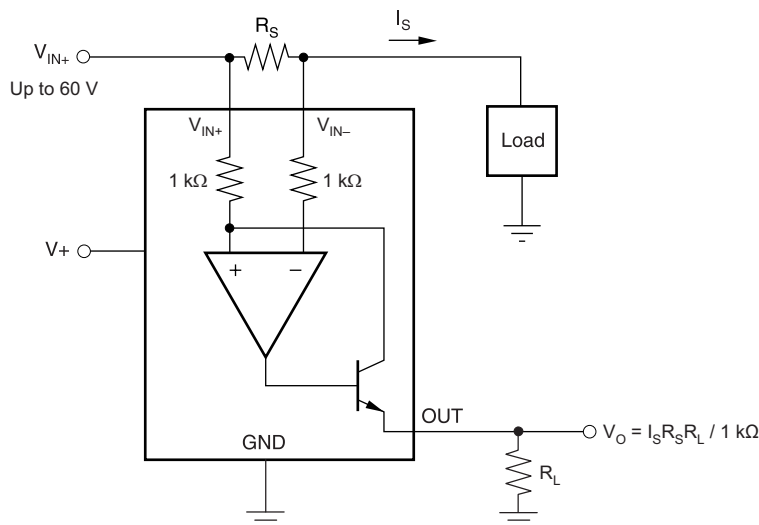 R_S
I_S
V_IN+
Up to 60 V
V_IN+
V_IN–
1 kΩ
1 kΩ
Load
V+
+
–
OUT
V_O = I_S R_S R_L / 1 kΩ
GND
R_L